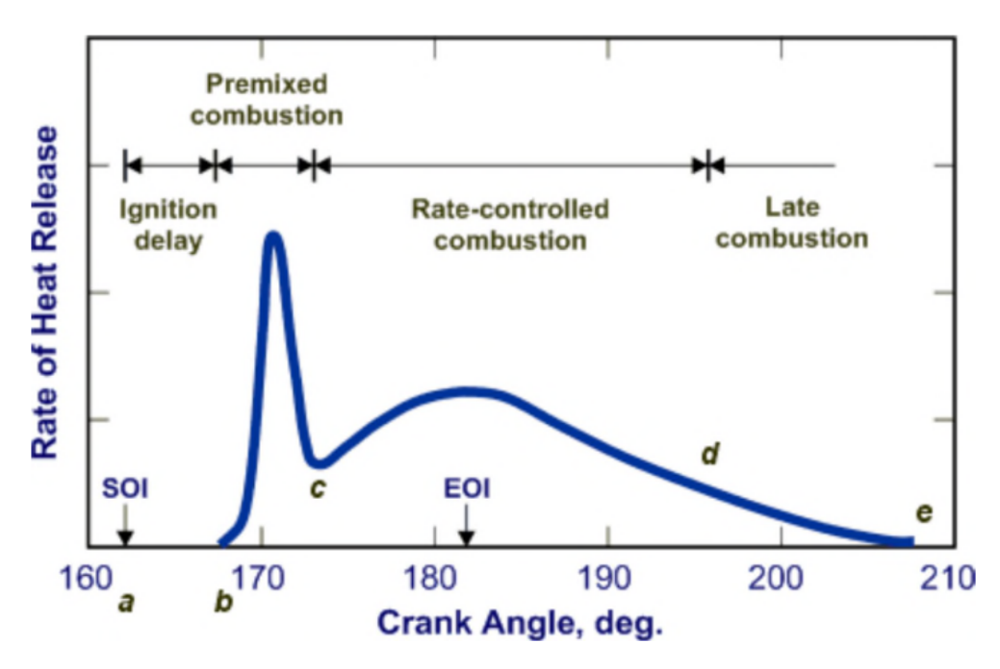 Premixed
combustion
Ignition
delay
Rate-controlled
combustion
Late
combustion
Rate of Heat Release
SOI
EOI
c
d
e
160 170 180 190 200 210
a b
Crank Angle, deg.